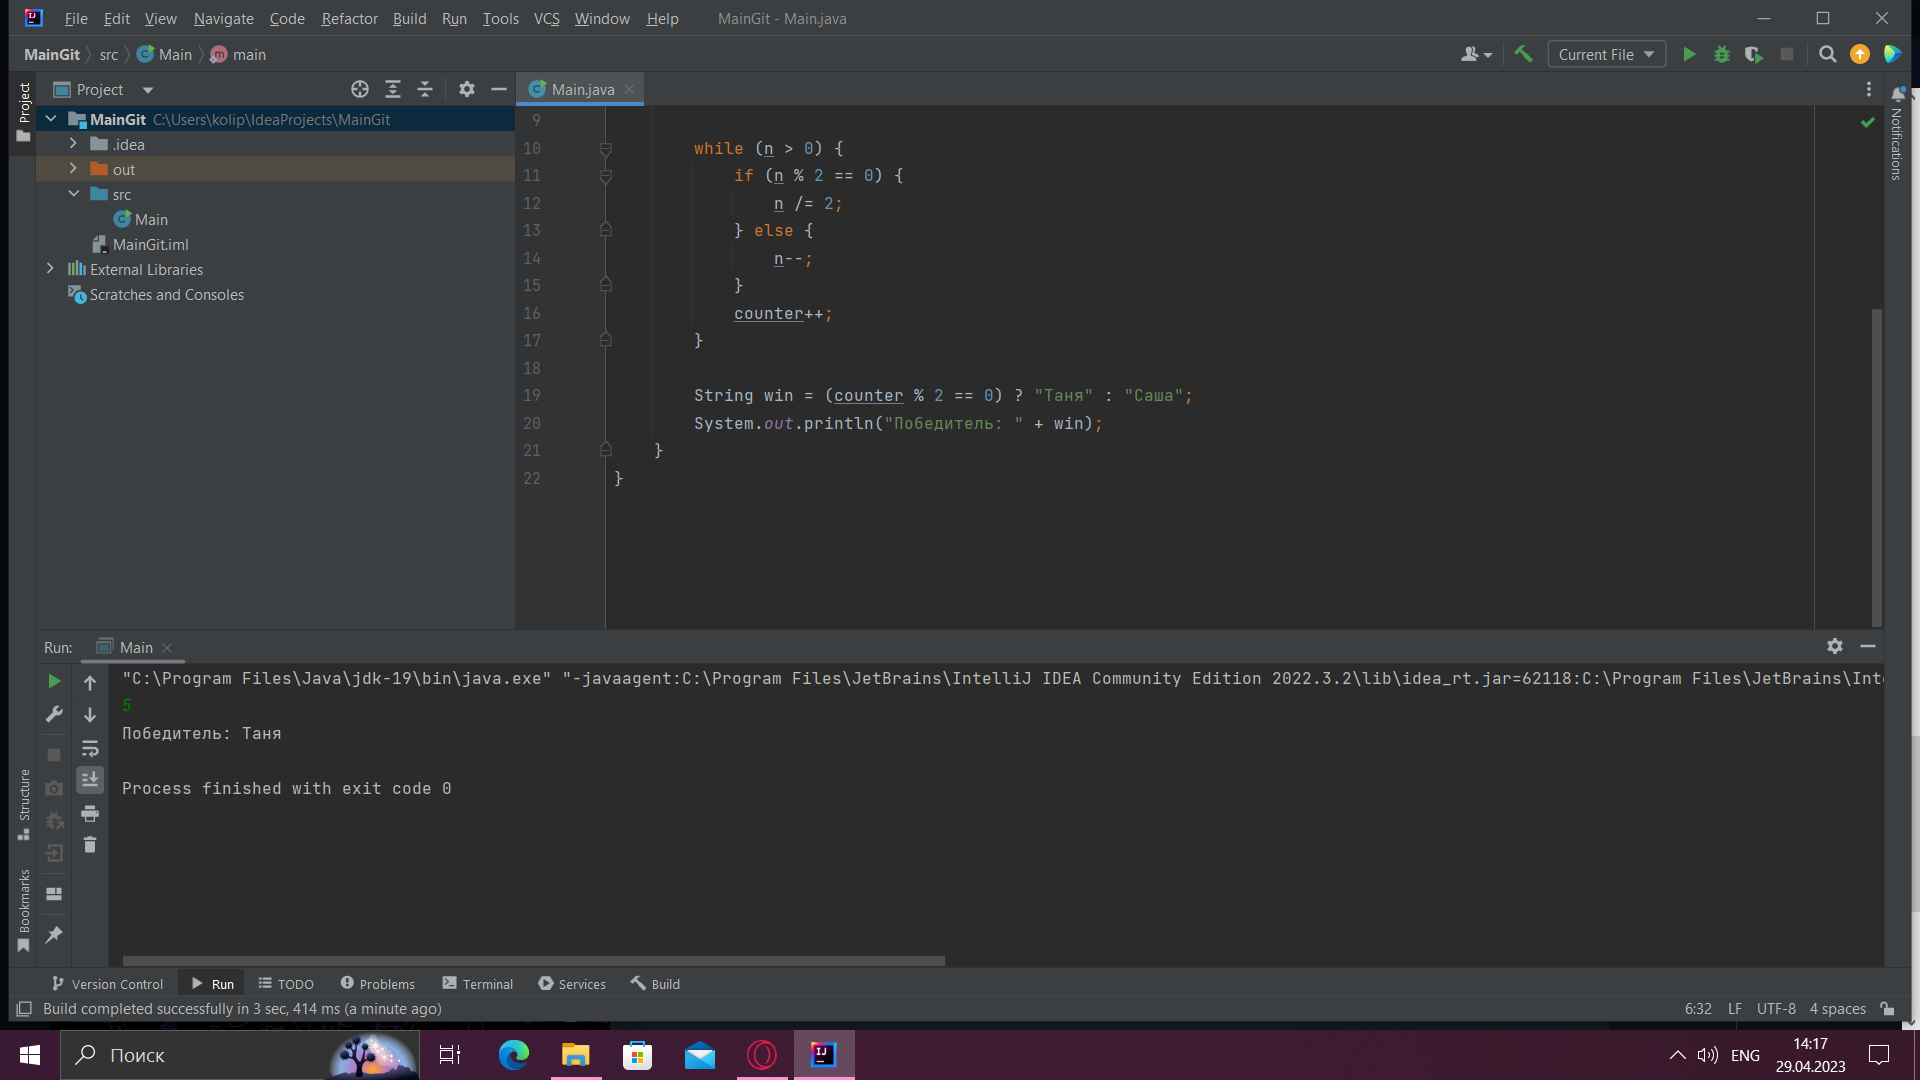 File Edit View Navigate Code Refactor Build Run Tools VCS Window Help MainGit - Main.java
MainGit src Main main Current File
Project Main.java
MainGit C:\Users\kolip\IdeaProjects\MainGit
.idea
out
src
Main
MainGit.iml
External Libraries
Scratches and Consoles
Project
Structure
Bookmarks
Notifications
9
10 while (n > 0) {
11 if (n % 2 == 0) {
12 n /= 2;
13 } else {
14 n--;
15 }
16 counter++;
17 }
18
19 String win = (counter % 2 == 0) ? "Таня" : "Саша";
20 System.out.println("Победитель: " + win);
21 }
22 }
Run: Main
"C:\Program Files\Java\jdk-19\bin\java.exe" "-javaagent:C:\Program Files\JetBrains\IntelliJ IDEA Community Edition 2022.3.2\lib\idea_rt.jar=62118:C:\Program Files\JetBrains\Inte
5
Победитель: Таня
Process finished with exit code 0
Version Control Run TODO Problems Terminal Services Build
Build completed successfully in 3 sec, 414 ms (a minute ago) 6:32 LF UTF-8 4 spaces
Поиск ENG 14:17
29.04.2023